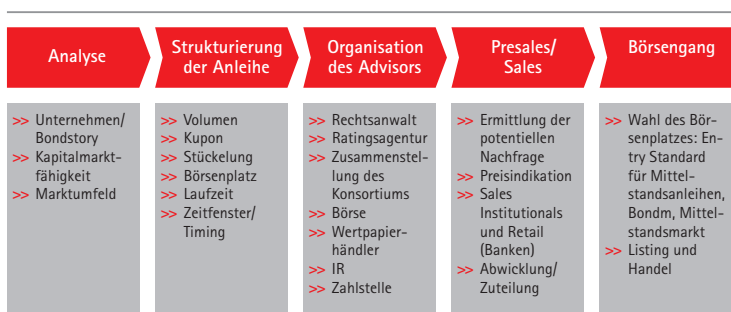 Analyse
Strukturierung
der Anleihe
Organisation
des Advisors
Presales/
Sales
Börsengang
>> Unternehmen/
Bondstory
>> Kapitalmarkt-
fähigkeit
>> Marktumfeld
>> Volumen
>> Kupon
>> Stückelung
>> Börsenplatz
>> Laufzeit
>> Zeitfenster/
Timing
>> Rechtsanwalt
>> Ratingsagentur
>> Zusammenstel-
lung des
Konsortiums
>> Börse
>> Wertpapier-
händler
>> IR
>> Zahlstelle
>> Ermittlung der
potentiellen
Nachfrage
>> Preisindikation
>> Sales
Institutionals
und Retail
(Banken)
>> Abwicklung/
Zuteilung
>> Wahl des Bör-
senplatzes: En-
try Standard
für Mittel-
standsanleihen,
Bondm, Mittel-
standsmarkt
>> Listing und
Handel